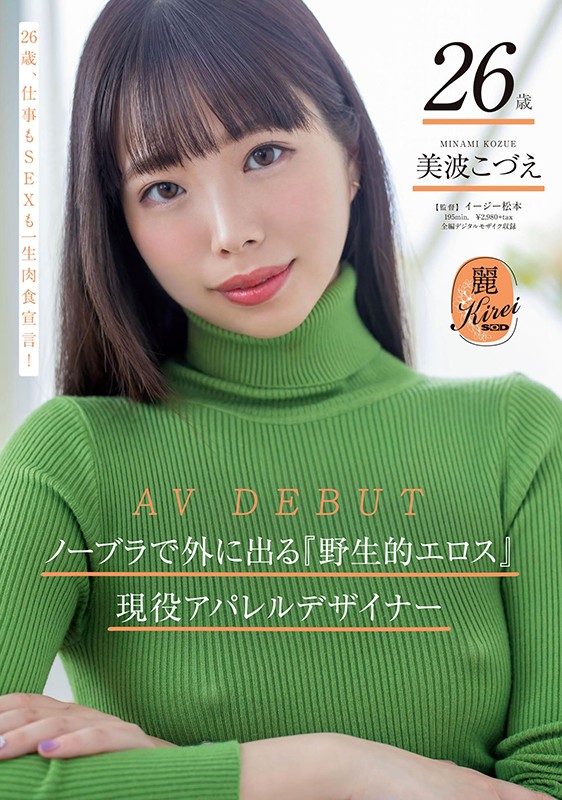 26歳、仕事もSEXも一生肉食宣言!
26歳
MINAMI KOZUE
美波こづえ
【監督】イージー松本
195min. ¥2,980+tax
全編デジタルモザイク収録
麗
Kirei
SOD
AV DEBUT
ノーブラで外に出る『野生的エロス』
現役アパレルデザイナー